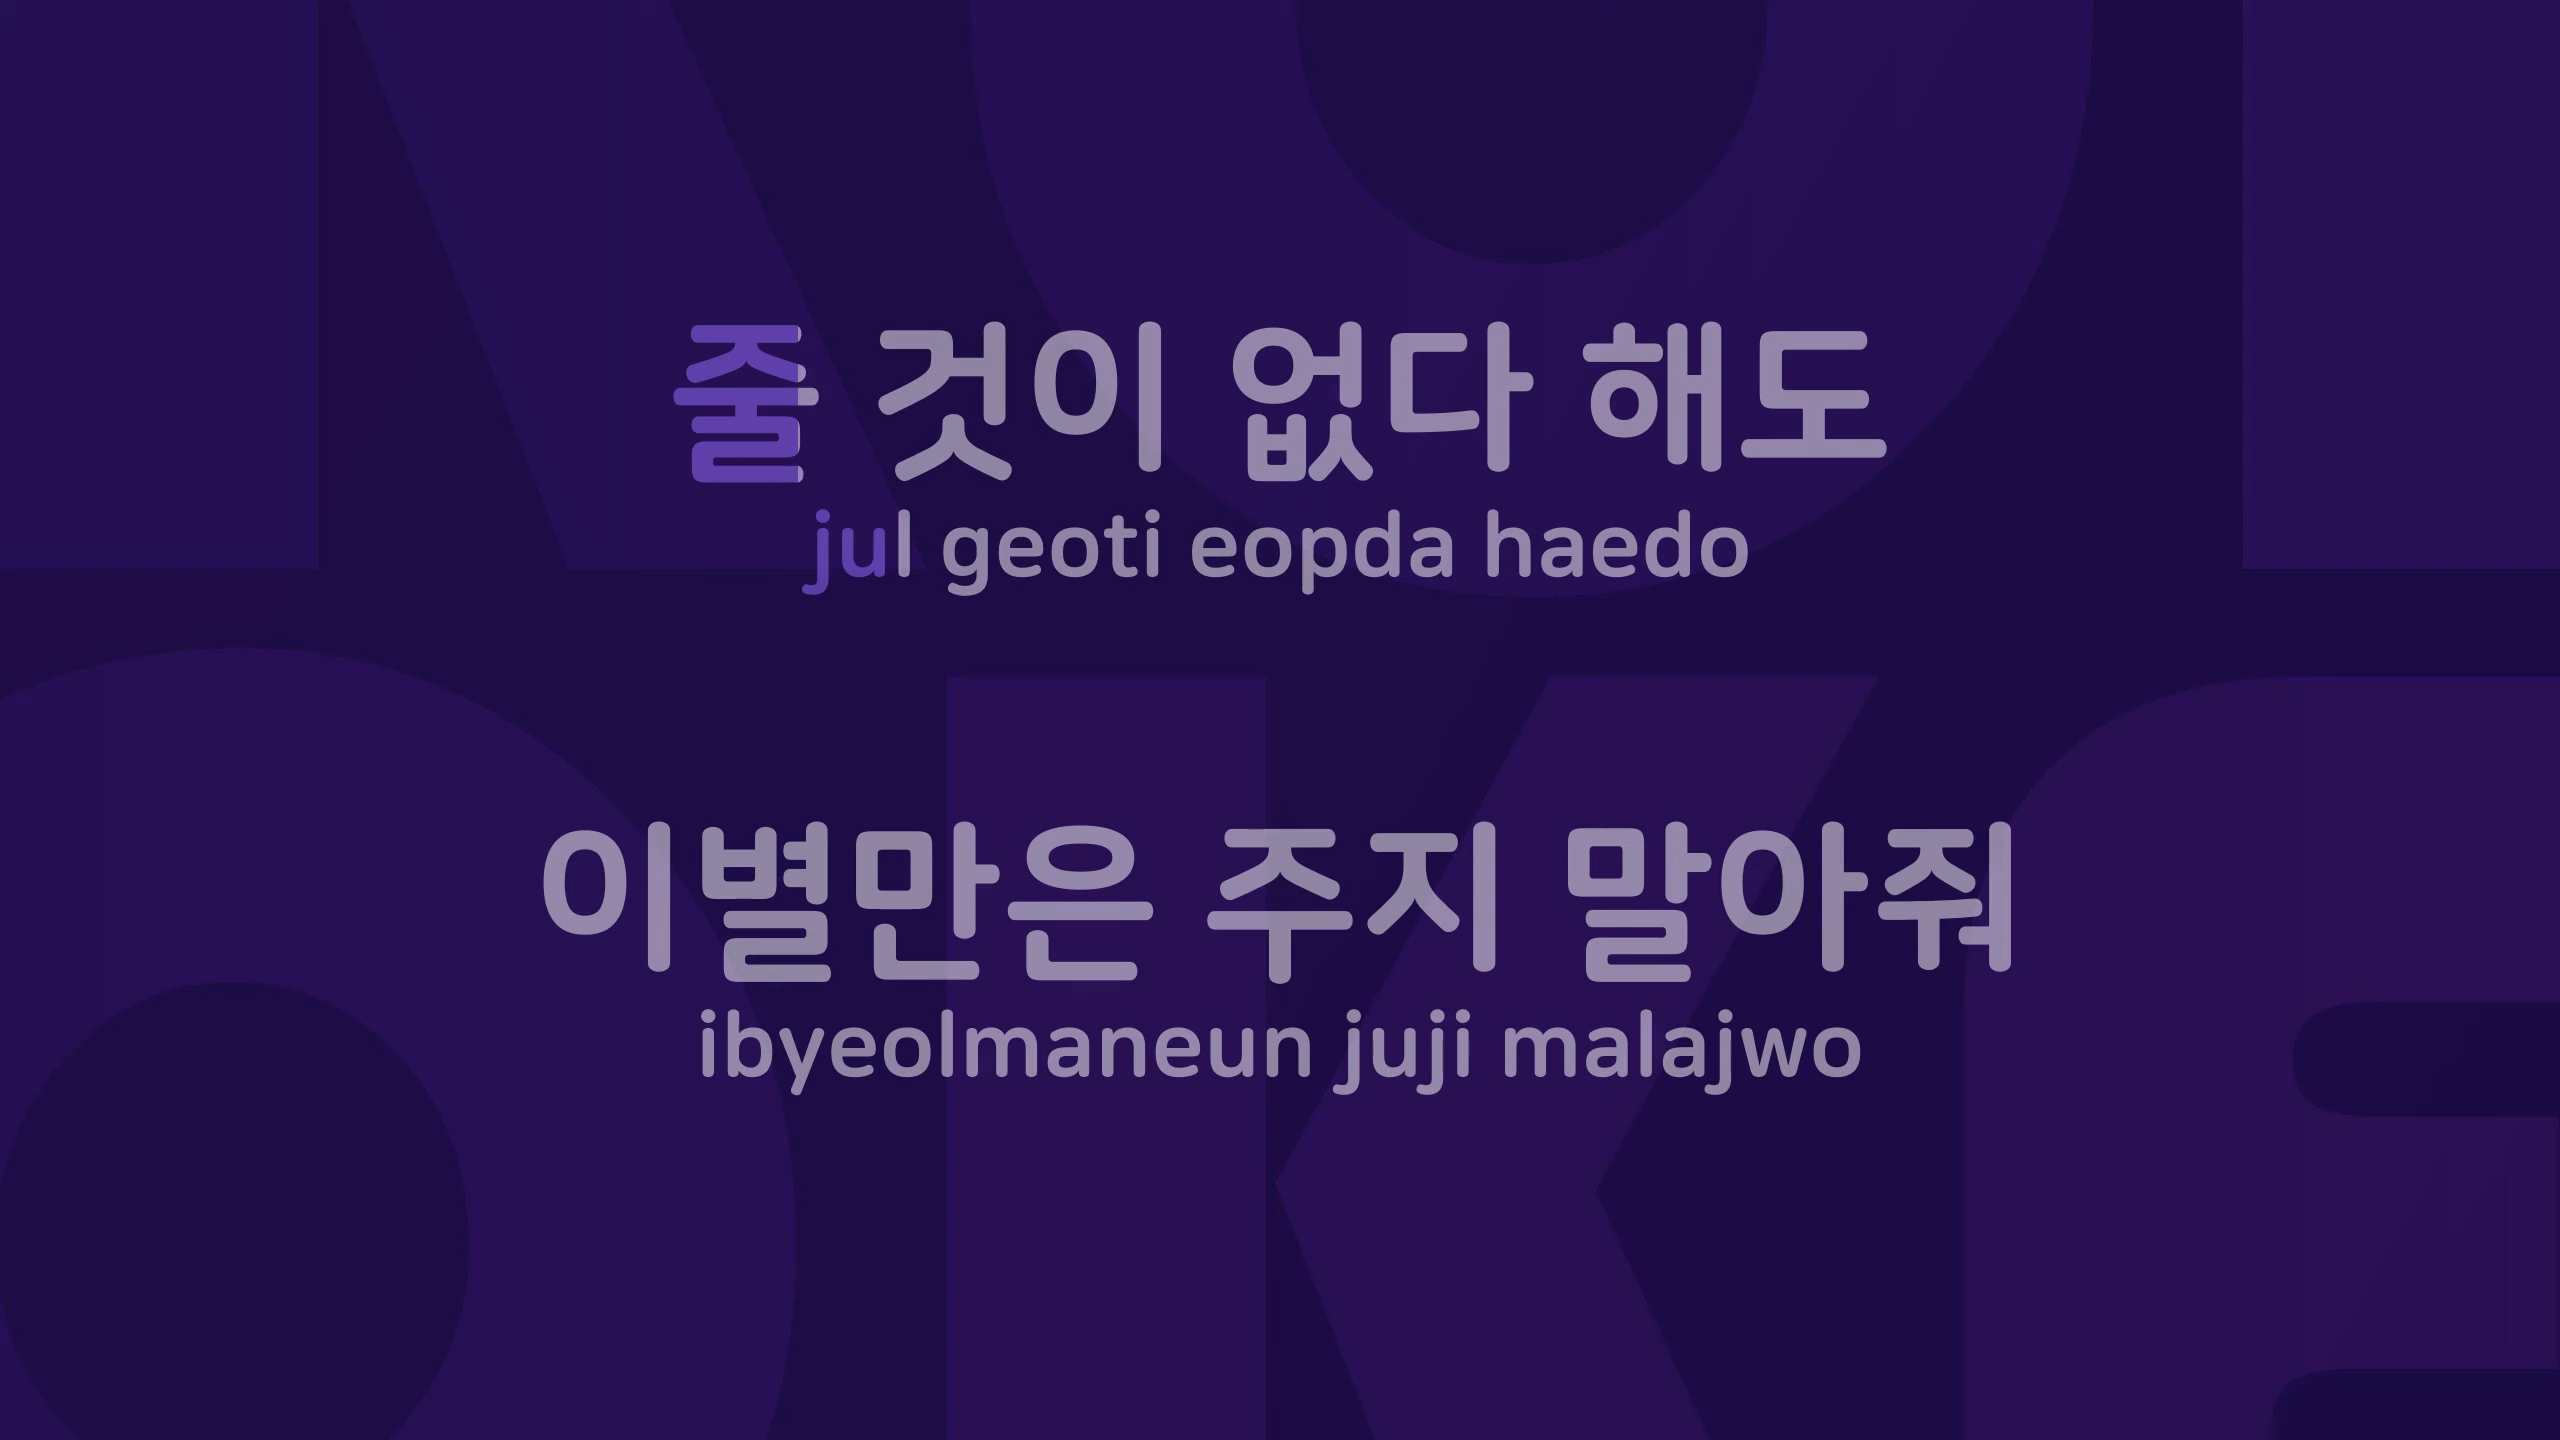 줄 것이 없다 해도
jul geoti eopda haedo
이별만은 주지 말아줘
ibyeolmaneun juji malajwo